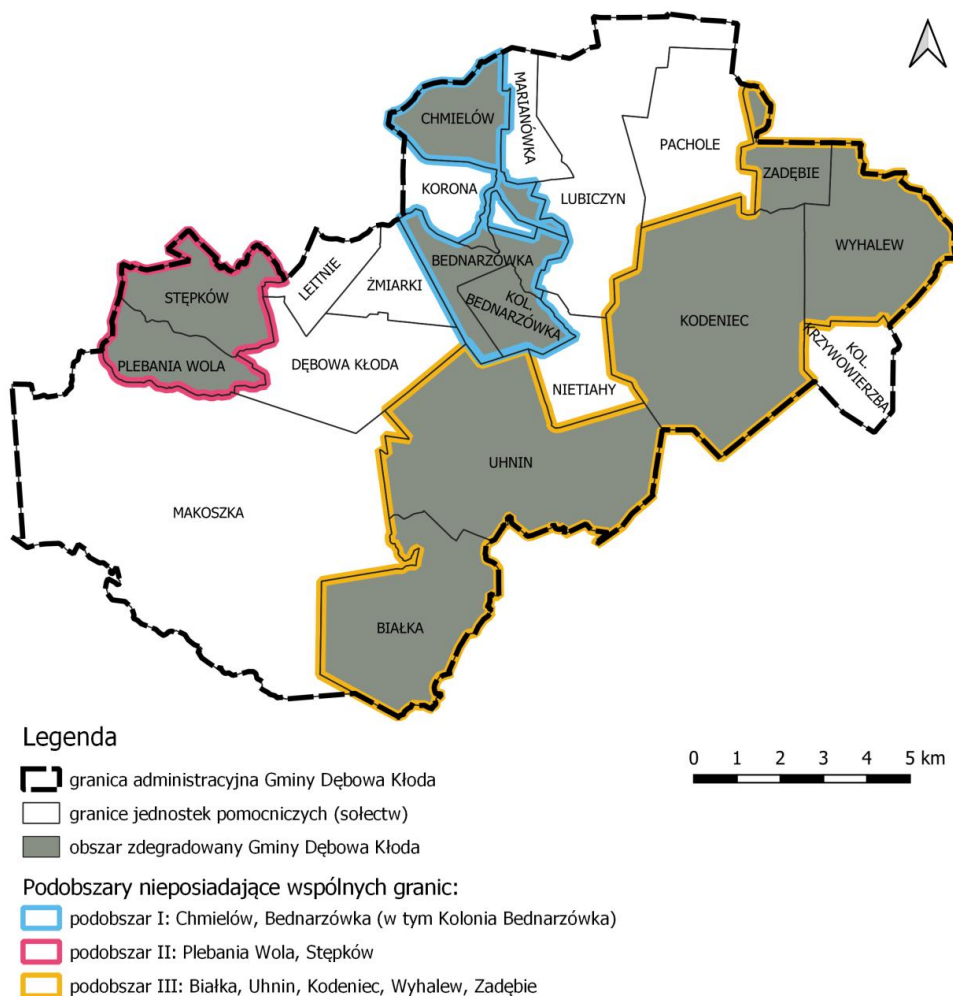 CHMIELÓW
MARIANÓWKA
PACHOLE
ZADĘBIE
KORONA
LUBICZYN
WYHALEW
BEDNARZÓWKA
LEITNIE
ŻMIARKI
STĘPKÓW
KOL.
BEDNARZÓWKA
KODENIEC
KOL.
KRZYWOWIERZBA
PLEBANIA WOLA
DĘBOWA KŁODA
NIETIAHY
UHNIN
MAKOSZKA
BIAŁKA
Legenda
granica administracyjna Gminy Dębowa Kłoda
granice jednostek pomocniczych (sołectw)
obszar zdegradowany Gminy Dębowa Kłoda
0 1 2 3 4 5 km
Podobszary nieposiadające wspólnych granic:
podobszar I: Chmielów, Bednarzówka (w tym Kolonia Bednarzówka)
podobszar II: Plebania Wola, Stępków
podobszar III: Białka, Uhnin, Kodeniec, Wyhalew, Zadębie